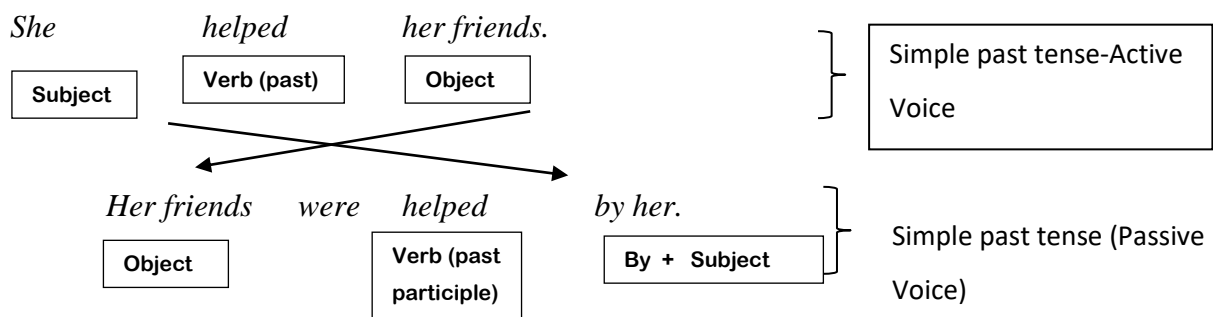 She helped her friends.
Subject Verb (past) Object
Simple past tense-Active
Voice
Her friends were helped by her.
Object Verb (past
participle) By + Subject
Simple past tense (Passive
Voice)